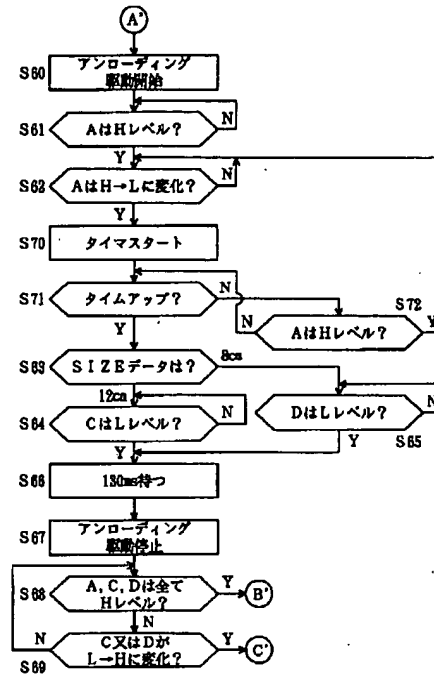 A'
S60
アンローディング
駆動開始
S61
AはHレベル?
N
Y
S62
AはH→Lに変化?
N
Y
S70
タイマスタート
S71
タイムアップ?
N
Y
S72
AはHレベル?
N
Y
S63
SIZEデータは?
8cm
12cm
S64
CはLレベル?
N
Y
DはLレベル?
N
S65
Y
S66
130ms待つ
S67
アンローディング
駆動停止
S68
A,C,Dは全て
Hレベル?
Y
B'
N
S69
C又はDが
L→Hに変化?
N
Y
C'